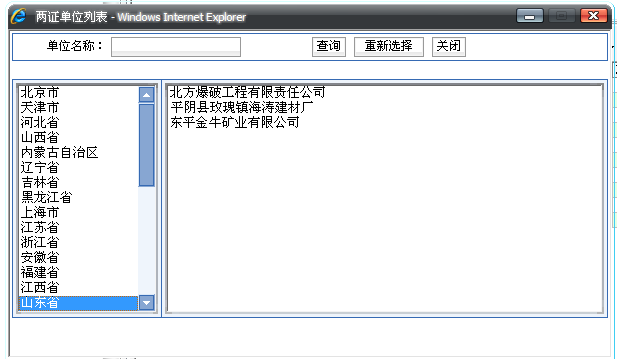 两证单位列表 - Windows Internet Explorer
单位名称： 查询 重新选择 关闭
北京市
天津市
河北省
山西省
内蒙古自治区
辽宁省
吉林省
黑龙江省
上海市
江苏省
浙江省
安徽省
福建省
江西省
山东省
北方爆破工程有限责任公司
平阴县玫瑰镇海涛建材厂
东平金牛矿业有限公司